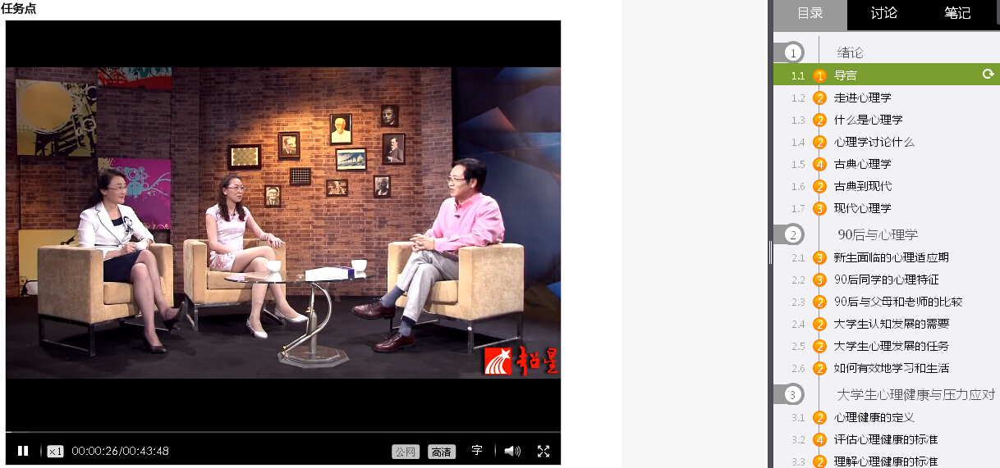 任务点
超星
×1
00:00:26/00:43:48
公网
高清
字
目录
讨论
笔记
1
绪论
1.1 1 导言
1.2 2 走进心理学
1.3 2 什么是心理学
1.4 2 心理学讨论什么
1.5 4 古典心理学
1.6 2 古典到现代
1.7 3 现代心理学
2
90后与心理学
2.1 3 新生面临的心理适应期
2.2 3 90后同学的心理特征
2.3 2 90后与父母和老师的比较
2.4 2 大学生认知发展的需要
2.5 2 大学生心理发展的任务
2.6 2 如何有效地学习和生活
3
大学生心理健康与压力应对
3.1 2 心理健康的定义
3.2 4 评估心理健康的标准
3.3 2 理解心理健康的标准